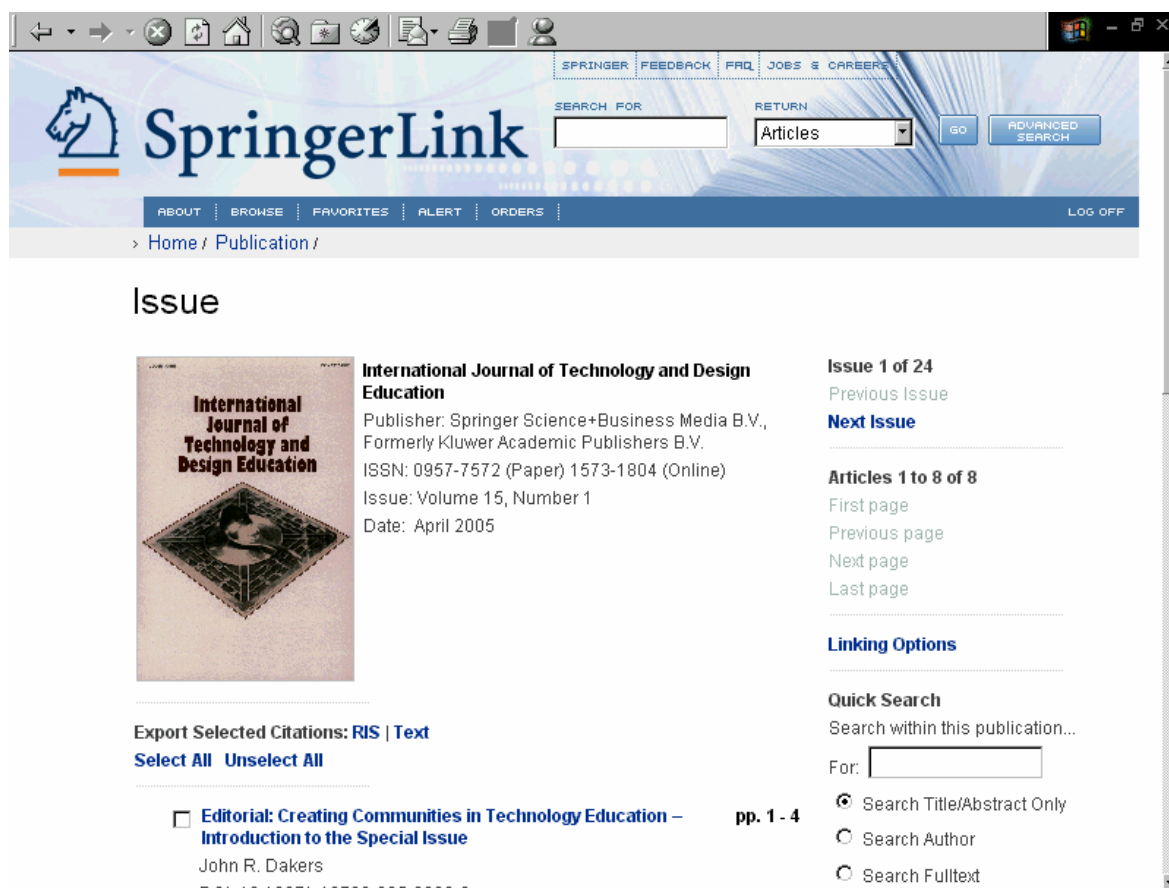 SPRINGER FEEDBACK FAQ JOBS & CAREERS
SpringerLink
SEARCH FOR
RETURN
Articles
GO
ADVANCED SEARCH
ABOUT BROWSE FAVORITES ALERT ORDERS
LOG OFF
› Home / Publication /
Issue
International
Journal of
Technology and
Design Education
International Journal of Technology and Design
Education
Publisher: Springer Science+Business Media B.V.,
Formerly Kluwer Academic Publishers B.V.
ISSN: 0957-7572 (Paper) 1573-1804 (Online)
Issue: Volume 15, Number 1
Date: April 2005
Export Selected Citations: RIS | Text
Select All Unselect All
Editorial: Creating Communities in Technology Education – pp. 1 - 4
Introduction to the Special Issue
John R. Dakers
Issue 1 of 24
Previous Issue
Next Issue
Articles 1 to 8 of 8
First page
Previous page
Next page
Last page
Linking Options
Quick Search
Search within this publication...
For:
Search Title/Abstract Only
Search Author
Search Fulltext